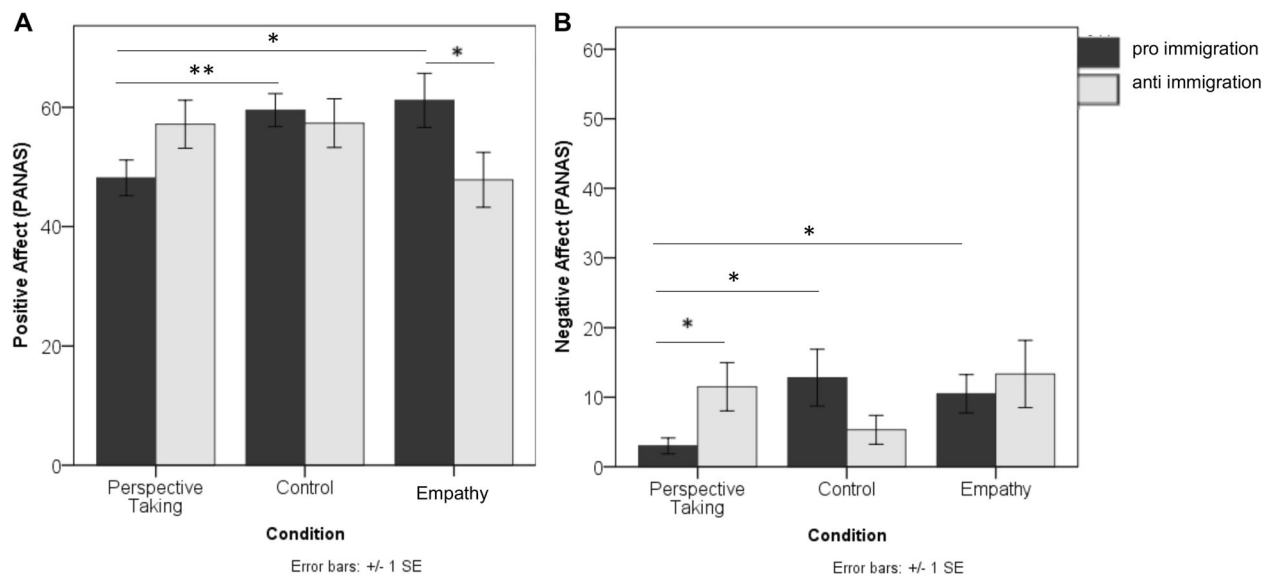 A
Positive Affect (PANAS)
60
40
20
0
*
**
*
Perspective
Taking
Control
Empathy
Condition
Error bars: +/- 1 SE
B
Negative Affect (PANAS)
60
50
40
30
20
10
0
*
*
*
Perspective
Taking
Control
Empathy
Condition
Error bars: +/- 1 SE
pro immigration
anti immigration